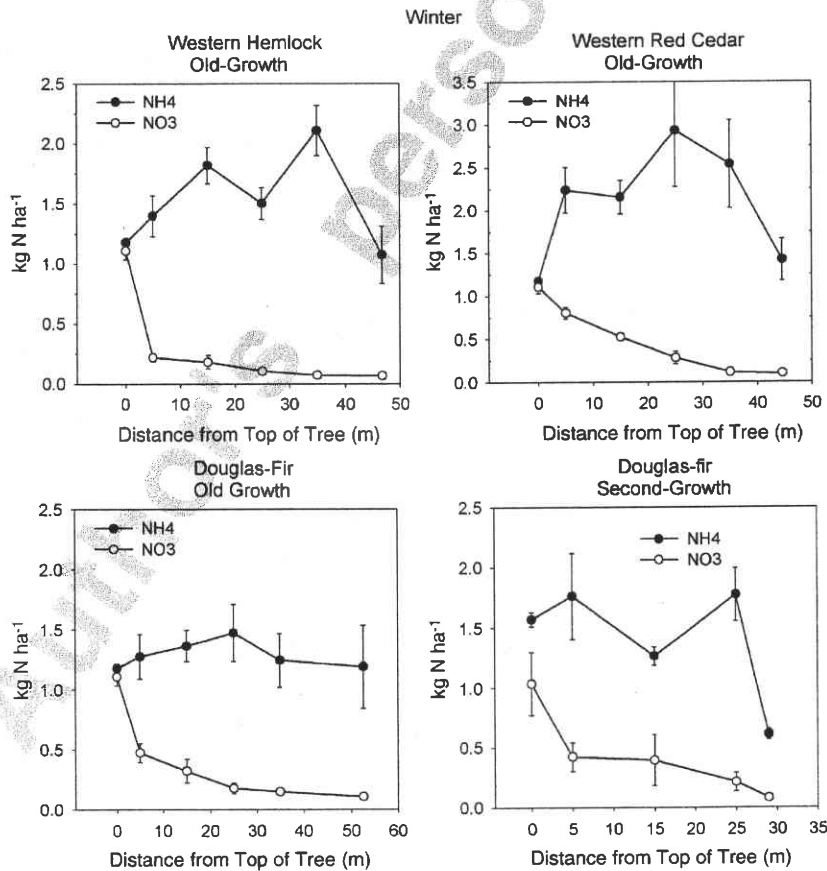 Winter
Western Hemlock
Old-Growth
2.5
2.0
1.5
1.0
0.5
0.0
kg N ha-1
NH4
NO3
0 10 20 30 40 50
Distance from Top of Tree (m)
Western Red Cedar
Old-Growth
3.5
3.0
2.5
2.0
1.5
1.0
0.5
0.0
kg N ha-1
NH4
NO3
0 10 20 30 40 50
Distance from Top of Tree (m)
Douglas-Fir
Old Growth
2.5
2.0
1.5
1.0
0.5
0.0
kg N ha-1
NH4
NO3
0 10 20 30 40 50 60
Distance from Top of Tree (m)
Douglas-fir
Second-Growth
2.5
2.0
1.5
1.0
0.5
0.0
kg N ha-1
NH4
NO3
0 5 15 25 35
Distance from Top of Tree (m)
Author's perso